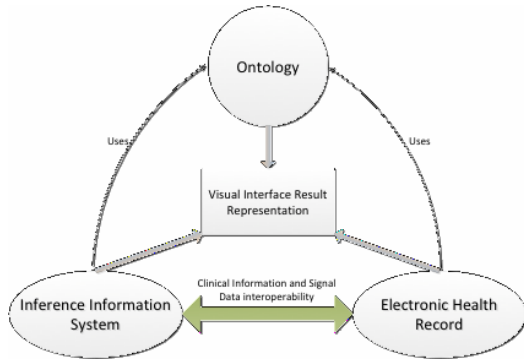 Ontology
Uses
Uses
Visual Interface Result
Representation
Clinical Information and Signal
Data interoperability
Inference Information
System
Electronic Health
Record